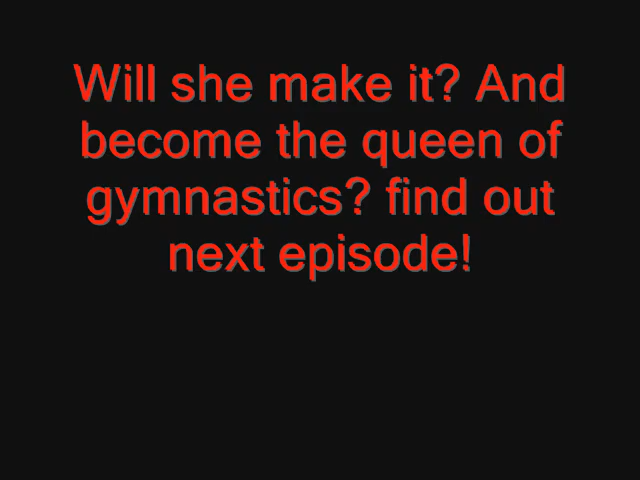 Will she make it? And
become the queen of
gymnastics? find out
next episode!